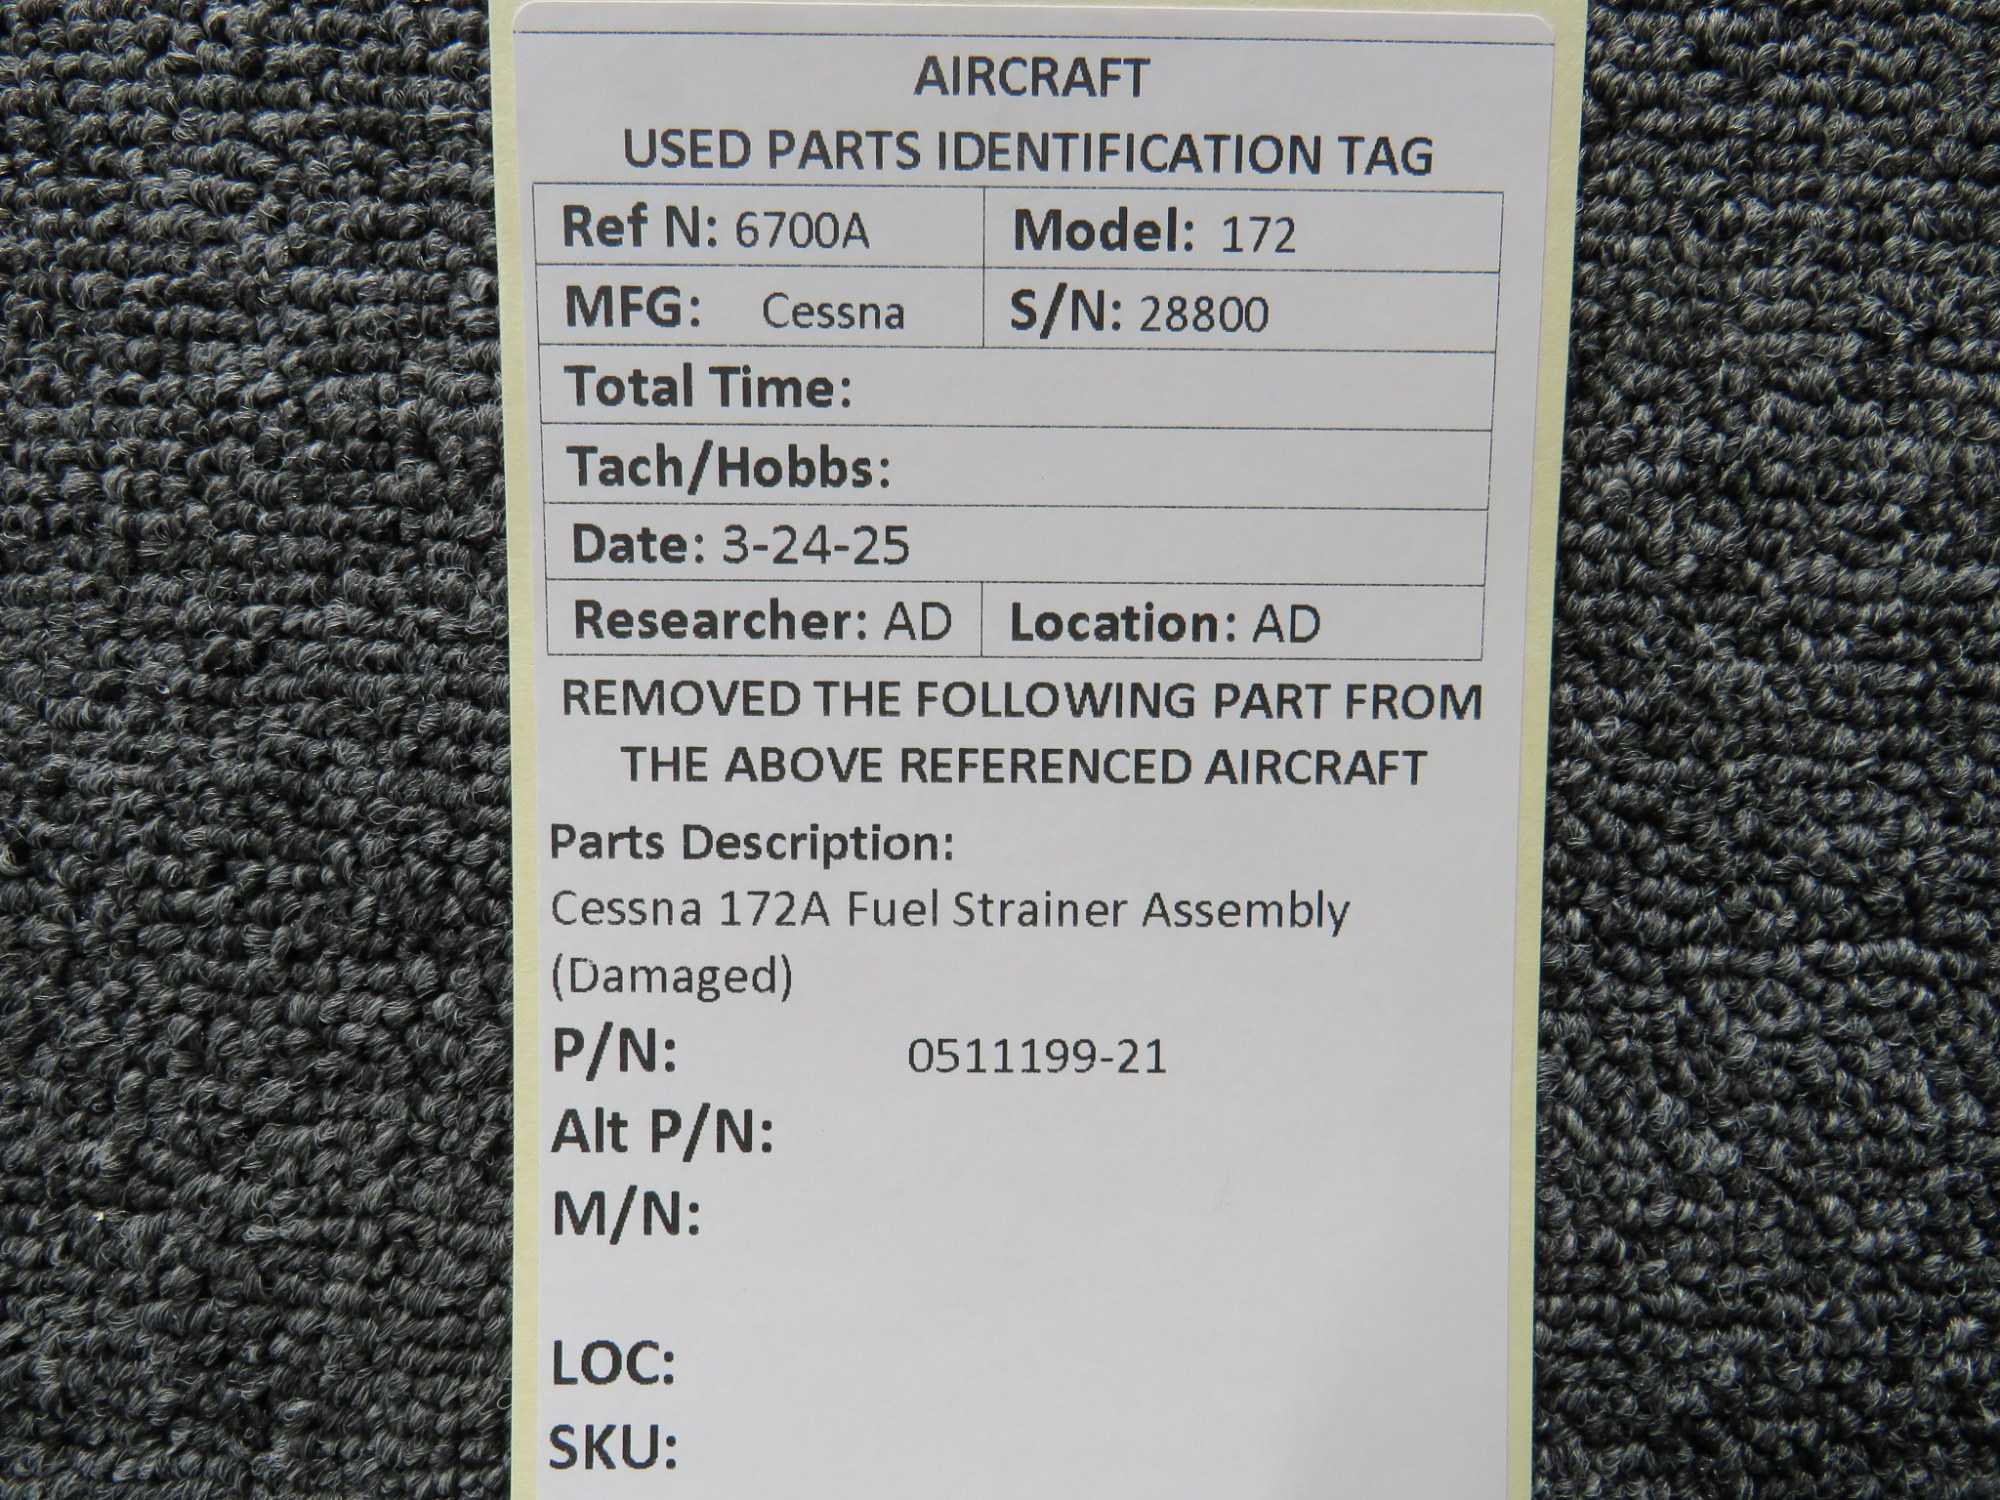 AIRCRAFT
USED PARTS IDENTIFICATION TAG
Ref N: 6700A Model: 172
MFG: Cessna S/N: 28800
Total Time:
Tach/Hobbs:
Date: 3-24-25
Researcher: AD Location: AD
REMOVED THE FOLLOWING PART FROM
THE ABOVE REFERENCED AIRCRAFT
Parts Description:
Cessna 172A Fuel Strainer Assembly
(Damaged)
P/N: 0511199-21
Alt P/N:
M/N:
LOC:
SKU: